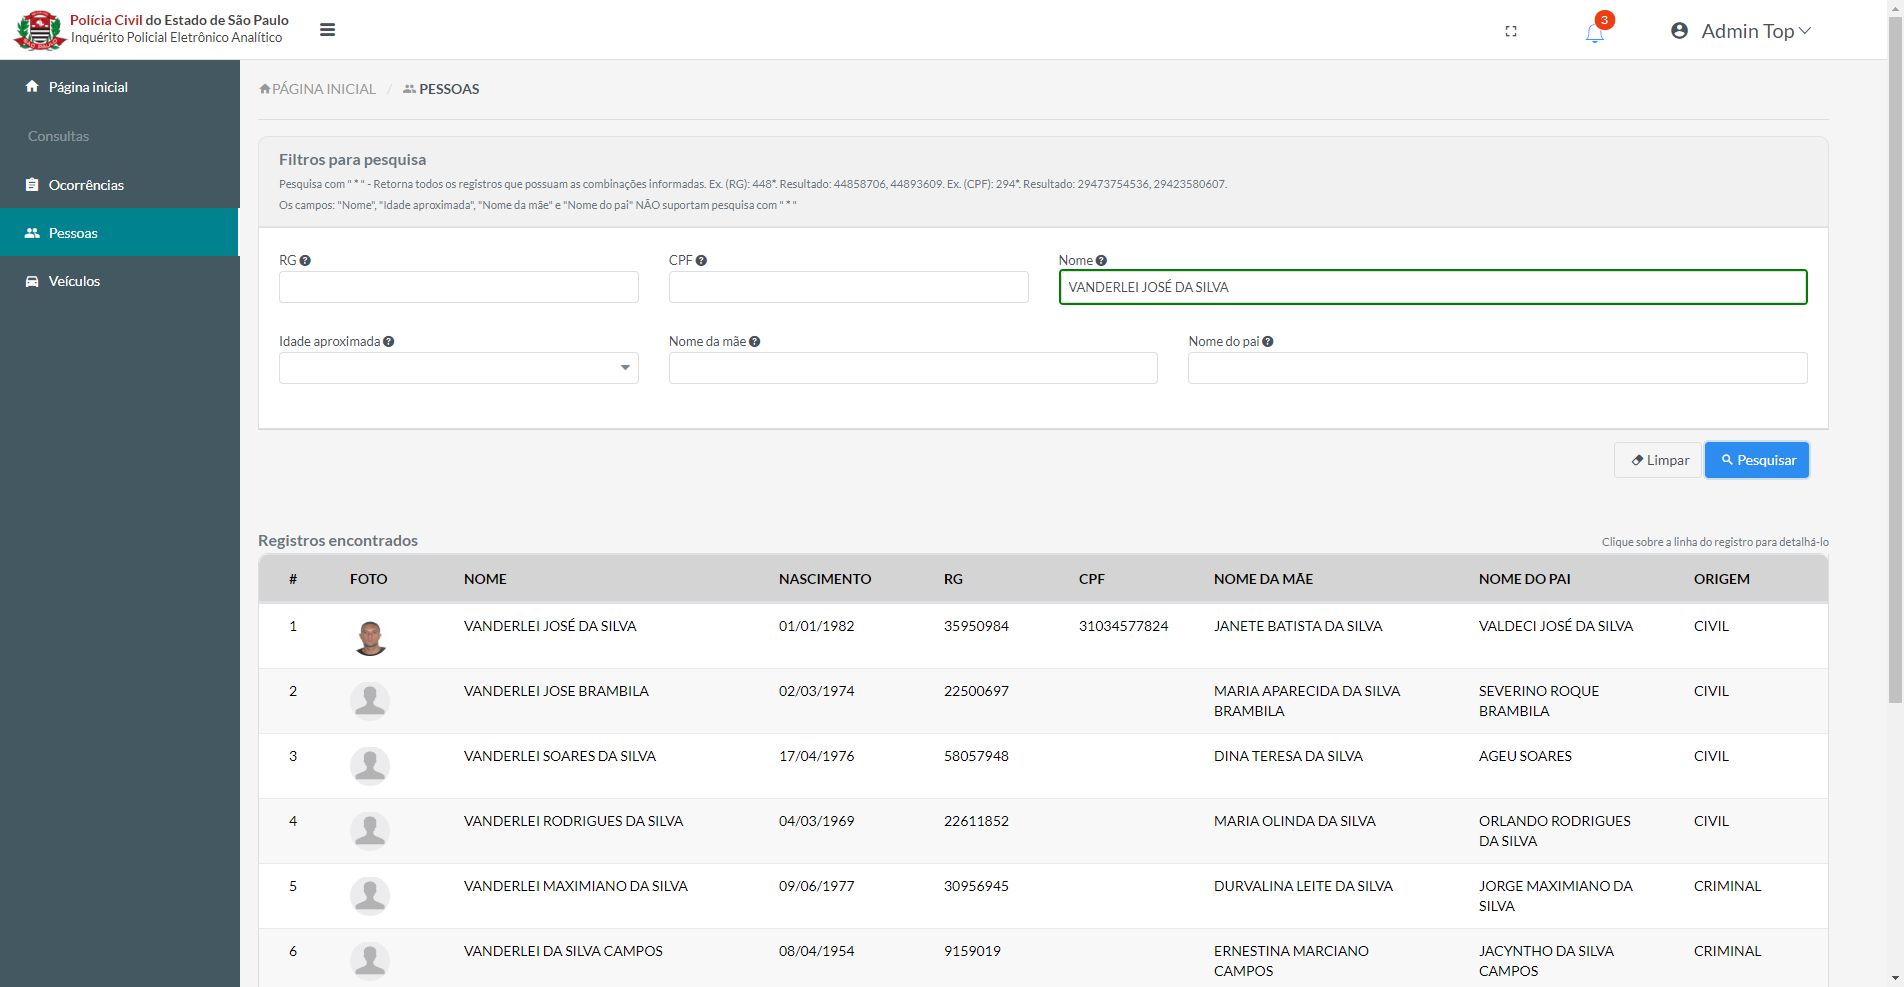 Polícia Civil do Estado de São Paulo
Inquérito Policial Eletrônico Analítico
3
Admin Top
Página inicial
Consultas
Ocorrências
Pessoas
Veículos
PÁGINA INICIAL / PESSOAS
Filtros para pesquisa
Pesquisa com " * " - Retorna todos os registros que possuam as combinações informadas. Ex. (RG): 448*. Resultado: 44858706, 44893609. Ex. (CPF): 294*. Resultado: 29473754536, 29423580607.
Os campos: "Nome", "Idade aproximada", "Nome da mãe" e "Nome do pai" NÃO suportam pesquisa com " * "
RG CPF Nome
VANDERLEI JOSÉ DA SILVA
Idade aproximada Nome da mãe Nome do pai
Limpar Pesquisar
Registros encontrados Clique sobre a linha do registro para detalhá-lo
# FOTO NOME NASCIMENTO RG CPF NOME DA MÃE NOME DO PAI ORIGEM
1 VANDERLEI JOSÉ DA SILVA 01/01/1982 35950984 31034577824 JANETE BATISTA DA SILVA VALDECI JOSÉ DA SILVA CIVIL
2 VANDERLEI JOSE BRAMBILA 02/03/1974 22500697 MARIA APARECIDA DA SILVA SEVERINO ROQUE CIVIL
BRAMBILA BRAMBILA
3 VANDERLEI SOARES DA SILVA 17/04/1976 58057948 DINA TERESA DA SILVA AGEU SOARES CIVIL
4 VANDERLEI RODRIGUES DA SILVA 04/03/1969 22611852 MARIA OLINDA DA SILVA ORLANDO RODRIGUES CIVIL
DA SILVA
5 VANDERLEI MAXIMIANO DA SILVA 09/06/1977 30956945 DURVALINA LEITE DA SILVA JORGE MAXIMIANO DA CRIMINAL
SILVA
6 VANDERLEI DA SILVA CAMPOS 08/04/1954 9159019 ERNESTINA MARCIANO JACYNTHO DA SILVA CRIMINAL
CAMPOS CAMPOS